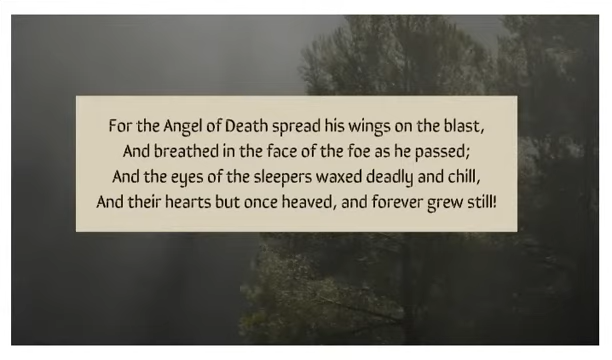 For the Angel of Death spread his wings on the blast,
And breathed in the face of the foe as he passed;
And the eyes of the sleepers waxed deadly and chill,
And their hearts but once heaved, and forever grew still!